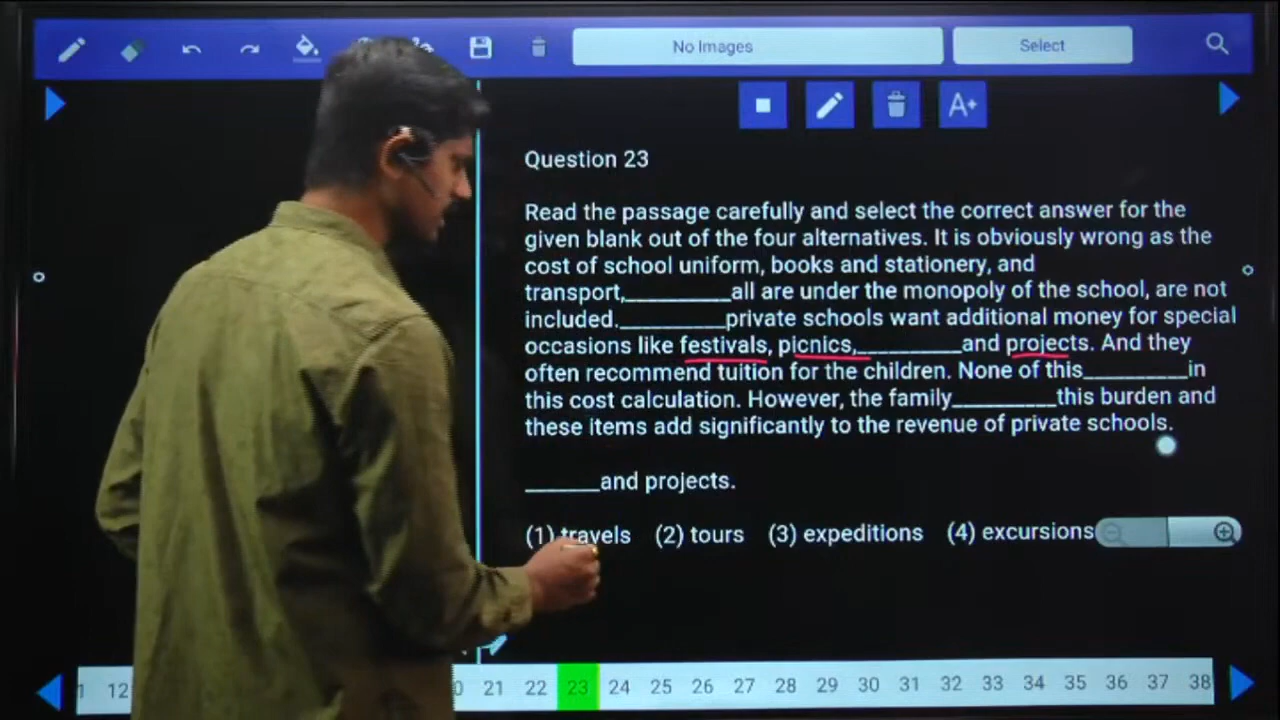 No Images
Select
A+
Question 23
Read the passage carefully and select the correct answer for the
given blank out of the four alternatives. It is obviously wrong as the
cost of school uniform, books and stationery, and
transport,__________all are under the monopoly of the school, are not
included.__________private schools want additional money for special
occasions like festivals, picnics,__________and projects. And they
often recommend tuition for the children. None of this__________in
this cost calculation. However, the family__________this burden and
these items add significantly to the revenue of private schools.
_______and projects.
(1) travels (2) tours (3) expeditions (4) excursions
1 12 0 21 22 23 24 25 26 27 28 29 30 31 32 33 34 35 36 37 38